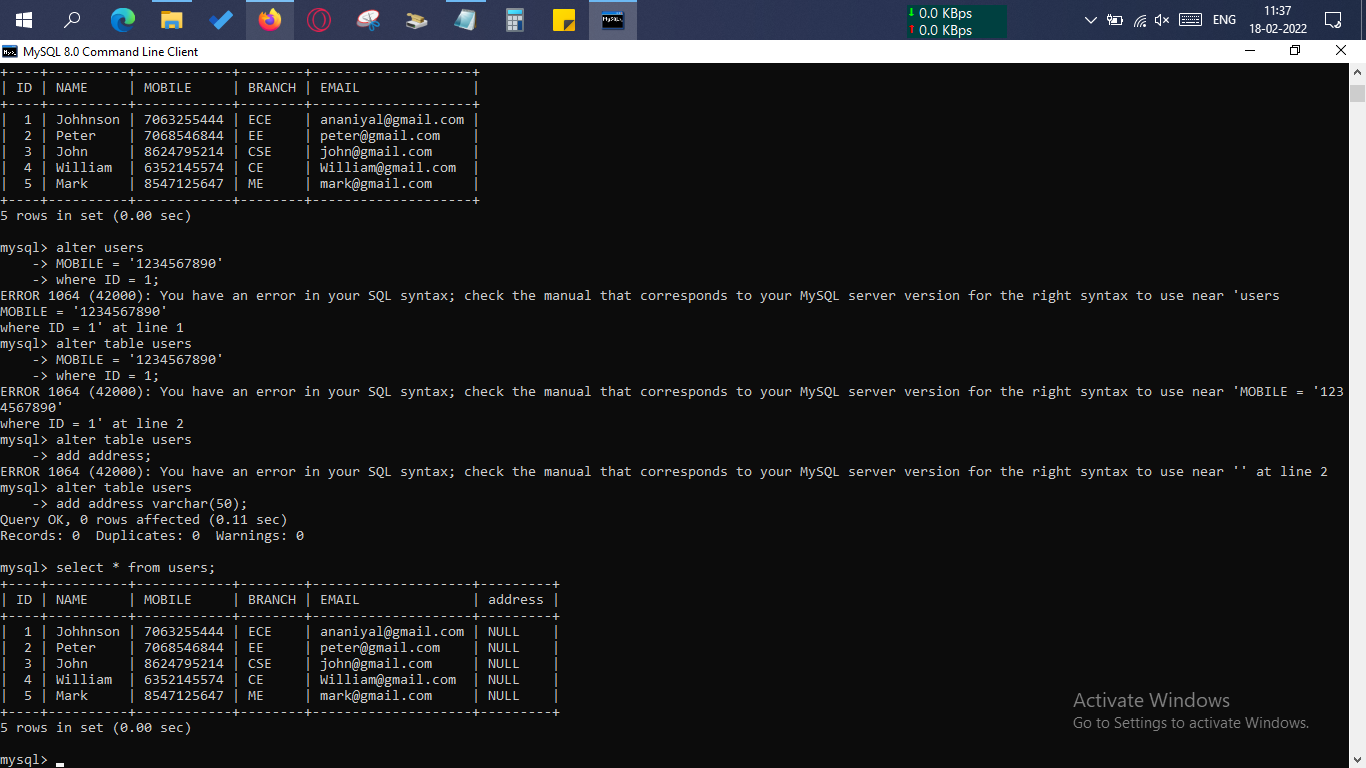 0.0 KBps
0.0 KBps
ENG
11:37
18-02-2022
MySQL 8.0 Command Line Client
+----+----------+------------+--------+--------------------+
| ID | NAME     | MOBILE     | BRANCH | EMAIL              |
+----+----------+------------+--------+--------------------+
|  1 | Johhnson | 7063255444 | ECE    | ananiyal@gmail.com |
|  2 | Peter    | 7068546844 | EE     | peter@gmail.com    |
|  3 | John     | 8624795214 | CSE    | john@gmail.com     |
|  4 | William  | 6352145574 | CE     | William@gmail.com  |
|  5 | Mark     | 8547125647 | ME     | mark@gmail.com     |
+----+----------+------------+--------+--------------------+
5 rows in set (0.00 sec)
mysql> alter users
    -> MOBILE = '1234567890'
    -> where ID = 1;
ERROR 1064 (42000): You have an error in your SQL syntax; check the manual that corresponds to your MySQL server version for the right syntax to use near 'users
MOBILE = '1234567890'
where ID = 1' at line 1
mysql> alter table users
    -> MOBILE = '1234567890'
    -> where ID = 1;
ERROR 1064 (42000): You have an error in your SQL syntax; check the manual that corresponds to your MySQL server version for the right syntax to use near 'MOBILE = '123
4567890'
where ID = 1' at line 2
mysql> alter table users
    -> add address;
ERROR 1064 (42000): You have an error in your SQL syntax; check the manual that corresponds to your MySQL server version for the right syntax to use near '' at line 2
mysql> alter table users
    -> add address varchar(50);
Query OK, 0 rows affected (0.11 sec)
Records: 0  Duplicates: 0  Warnings: 0
mysql> select * from users;
+----+----------+------------+--------+--------------------+---------+
| ID | NAME     | MOBILE     | BRANCH | EMAIL              | address |
+----+----------+------------+--------+--------------------+---------+
|  1 | Johhnson | 7063255444 | ECE    | ananiyal@gmail.com | NULL    |
|  2 | Peter    | 7068546844 | EE     | peter@gmail.com    | NULL    |
|  3 | John     | 8624795214 | CSE    | john@gmail.com     | NULL    |
|  4 | William  | 6352145574 | CE     | William@gmail.com  | NULL    |
|  5 | Mark     | 8547125647 | ME     | mark@gmail.com     | NULL    |
+----+----------+------------+--------+--------------------+---------+
5 rows in set (0.00 sec)
mysql> _
Activate Windows
Go to Settings to activate Windows.